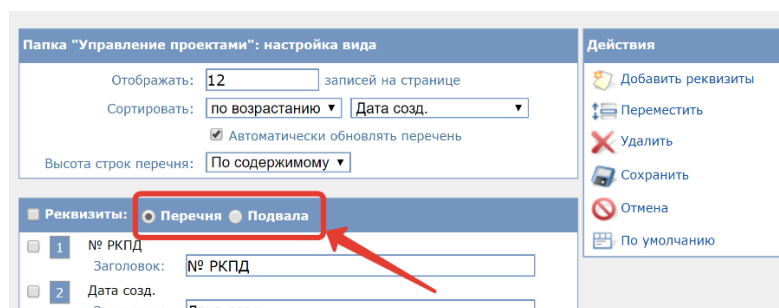 Папка "Управление проектами": настройка вида
Отображать: 12 записей на странице
Сортировать: по возрастанию Дата созд.
Автоматически обновлять перечень
Высота строк перечня: По содержимому
Реквизиты: Перечня Подвала
1 № РКПД
Заголовок: № РКПД
2 Дата созд.
Действия
Добавить реквизиты
Переместить
Удалить
Сохранить
Отмена
По умолчанию